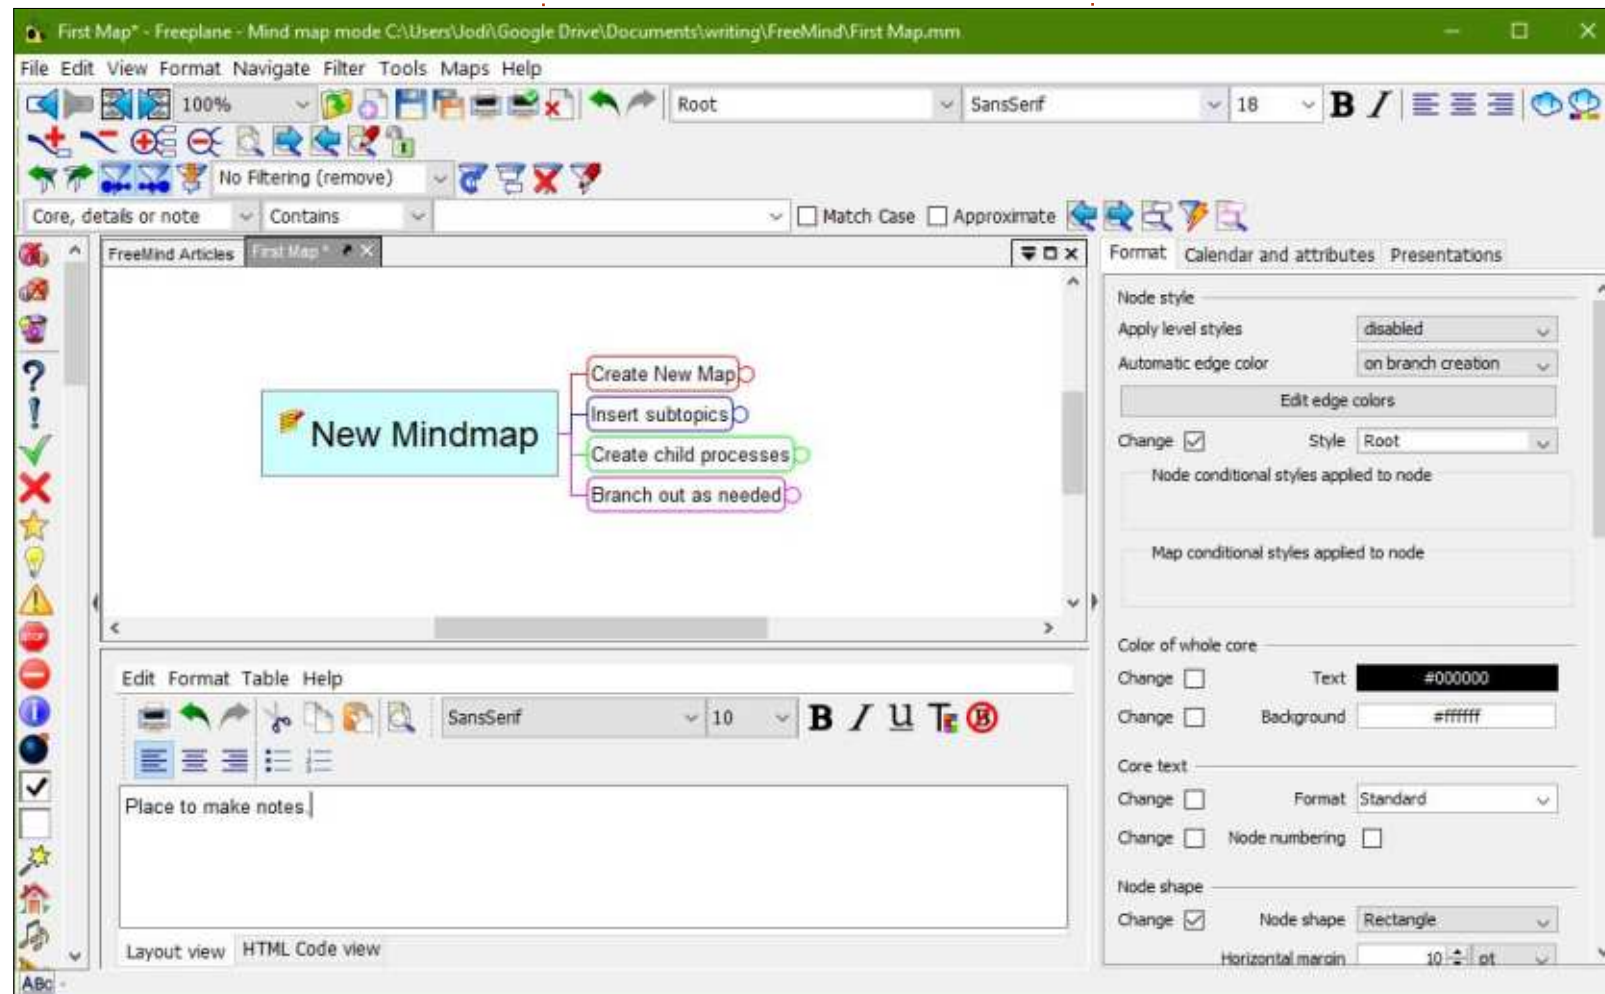 First Map* - Freeplane - Mind map mode C:\Users\Jodi\Google Drive\Documents\writing\FreeMind\First Map.mm
File Edit View Format Navigate Filter Tools Maps Help
100% Root SansSerif 18 B I
No Filtering (remove)
Core, details or note Contains Match Case Approximate
FreeMind Articles First Map *
Format Calendar and attributes Presentations
New Mindmap
Create New Map
Insert subtopics
Create child processes
Branch out as needed
STOP
Edit Format Table Help
SansSerif 10 B I U T B
Place to make notes.
Layout view HTML Code view
ABC
Node style
Apply level styles disabled
Automatic edge color on branch creation
Edit edge colors
Change Style Root
Node conditional styles applied to node
Map conditional styles applied to node
Color of whole core
Change Text #000000
Change Background #ffffff
Core text
Change Format Standard
Change Node numbering
Node shape
Change Node shape Rectangle
Horizontal margin 10 pt